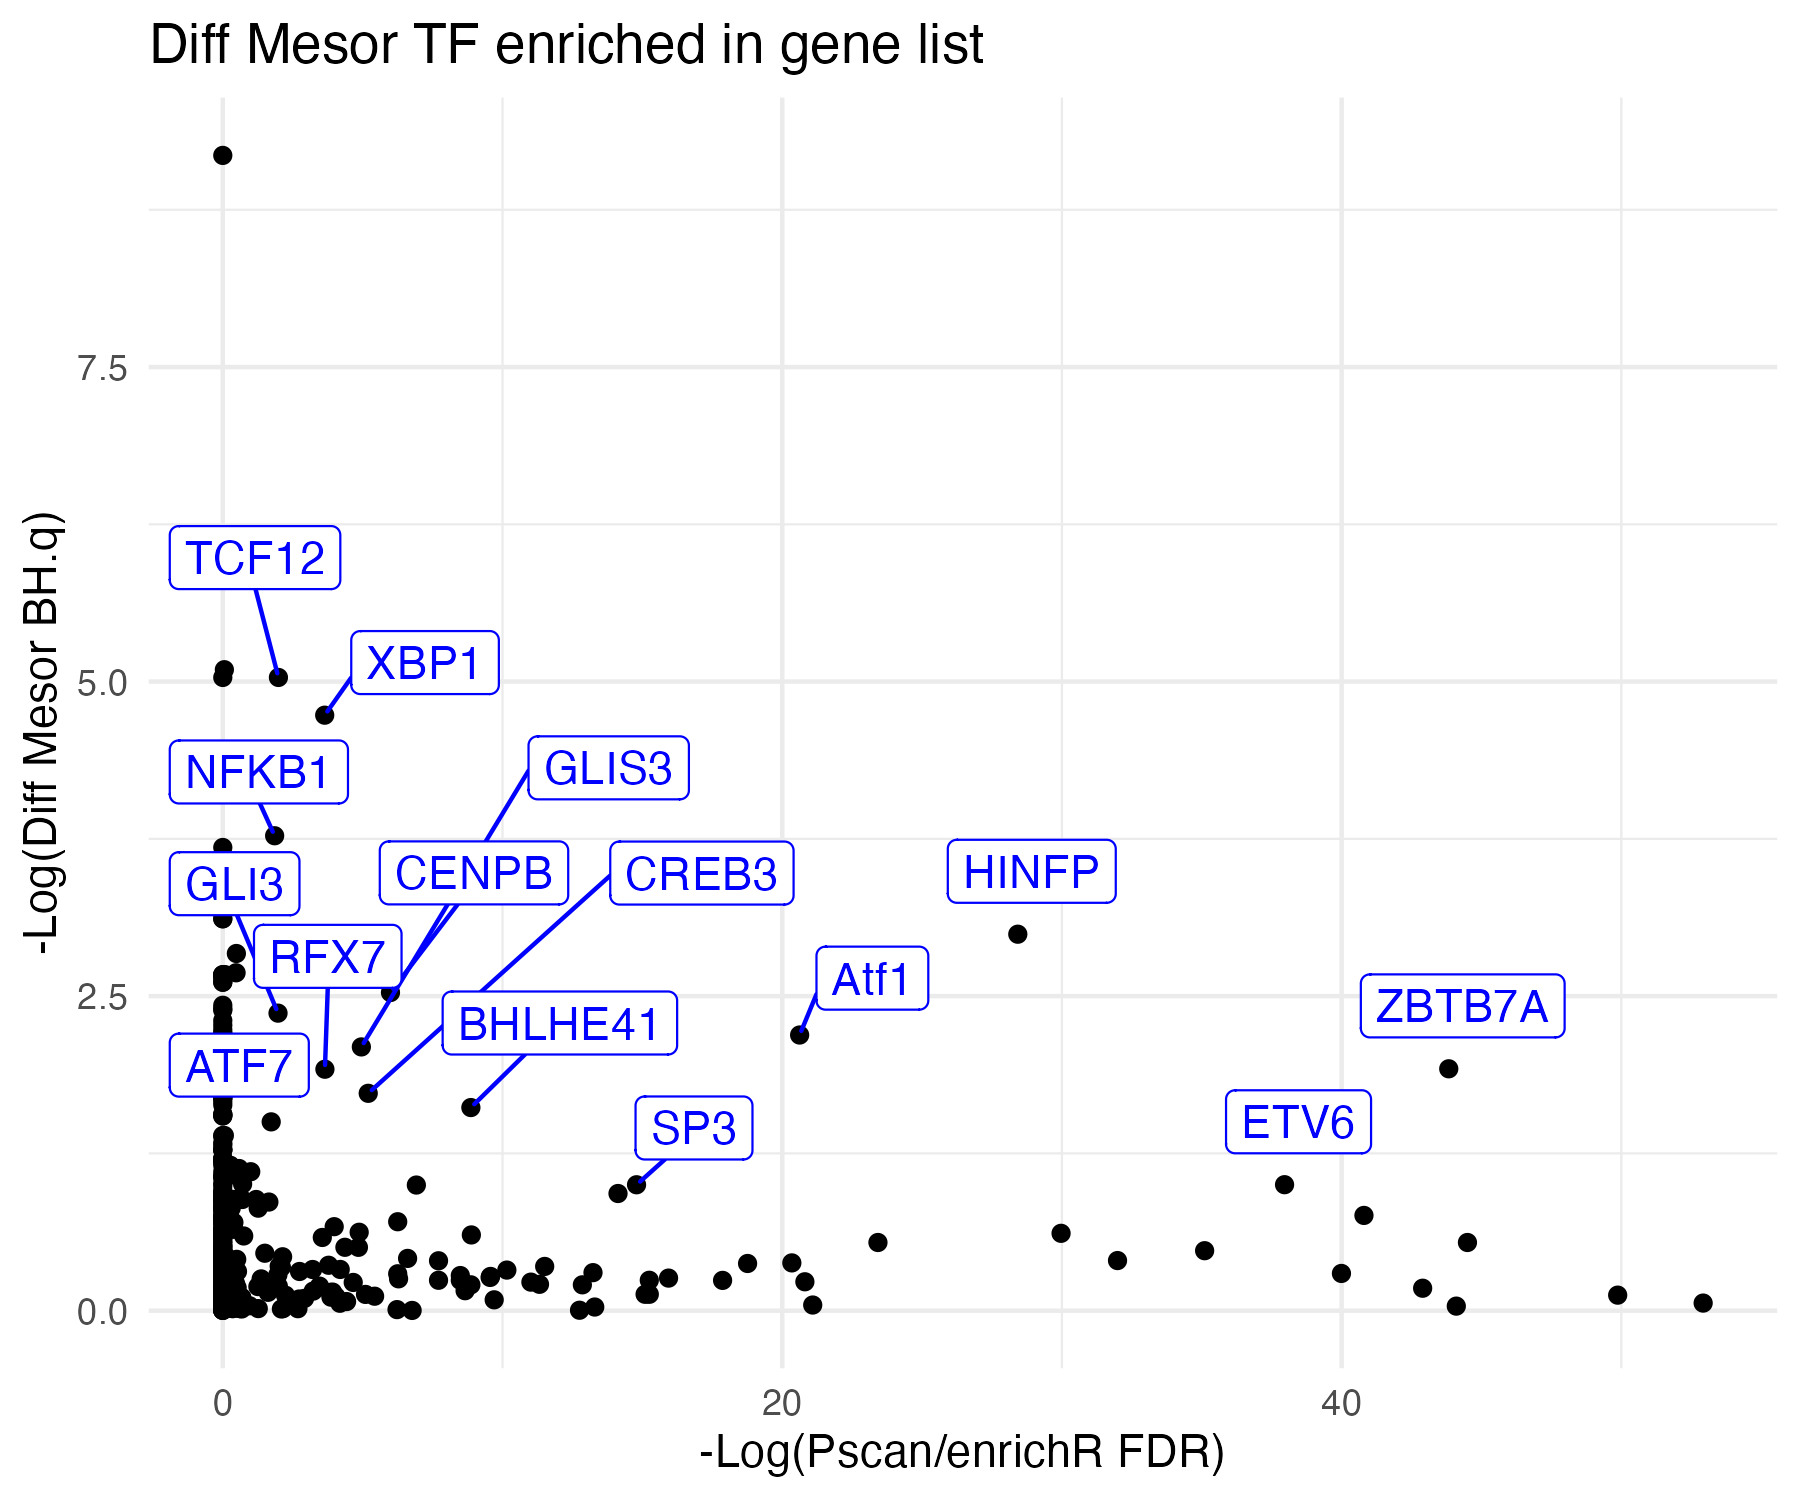 Diff Mesor TF enriched in gene list
-Log(Diff Mesor BH.q)
7.5
5.0
2.5
0.0
TCF12
XBP1
NFKB1
GLIS3
GLI3
CENPB
CREB3
HINFP
RFX7
Atf1
ATF7
BHLHE41
ZBTB7A
SP3
ETV6
0
20
40
-Log(Pscan/enrichR FDR)